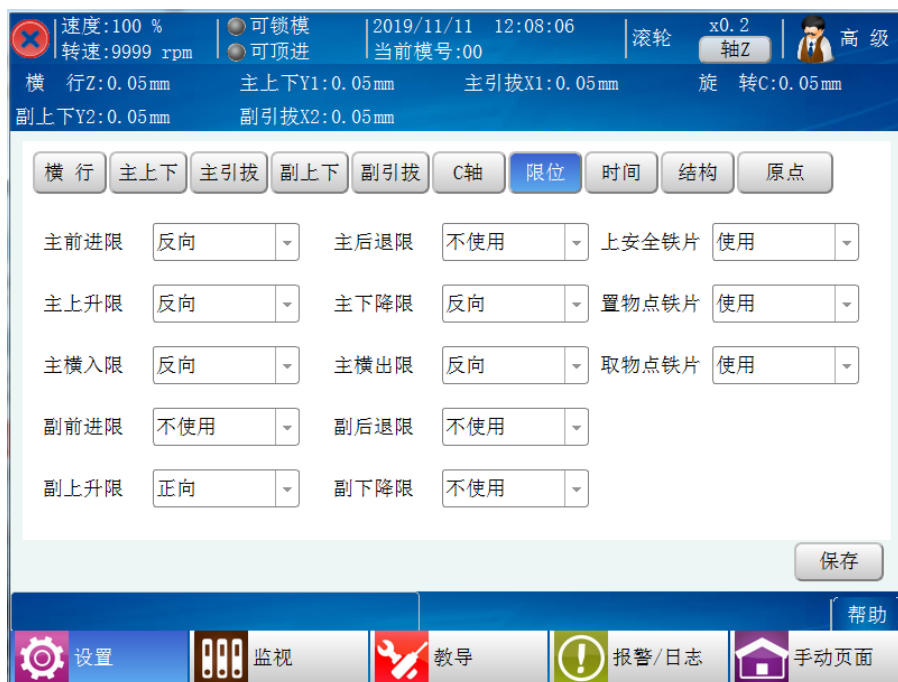 速度:100 % 可锁模 2019/11/11 12:08:06 滚轮 x0.2 高 级
转速:9999 rpm 可顶进 当前模号:00 轴Z
横 行Z:0.05mm 主上下Y1:0.05mm 主引拔X1:0.05mm 旋 转C:0.05mm
副上下Y2:0.05mm 副引拔X2:0.05mm
横 行 主上下 主引拔 副上下 副引拔 C轴 限位 时间 结构 原点
主前进限 反向 主后退限 不使用 上安全铁片 使用
主上升限 反向 主下降限 反向 置物点铁片 使用
主横入限 反向 主横出限 反向 取物点铁片 使用
副前进限 不使用 副后退限 不使用
副上升限 正向 副下降限 不使用
保存
帮助
设置 监视 教导 报警/日志 手动页面